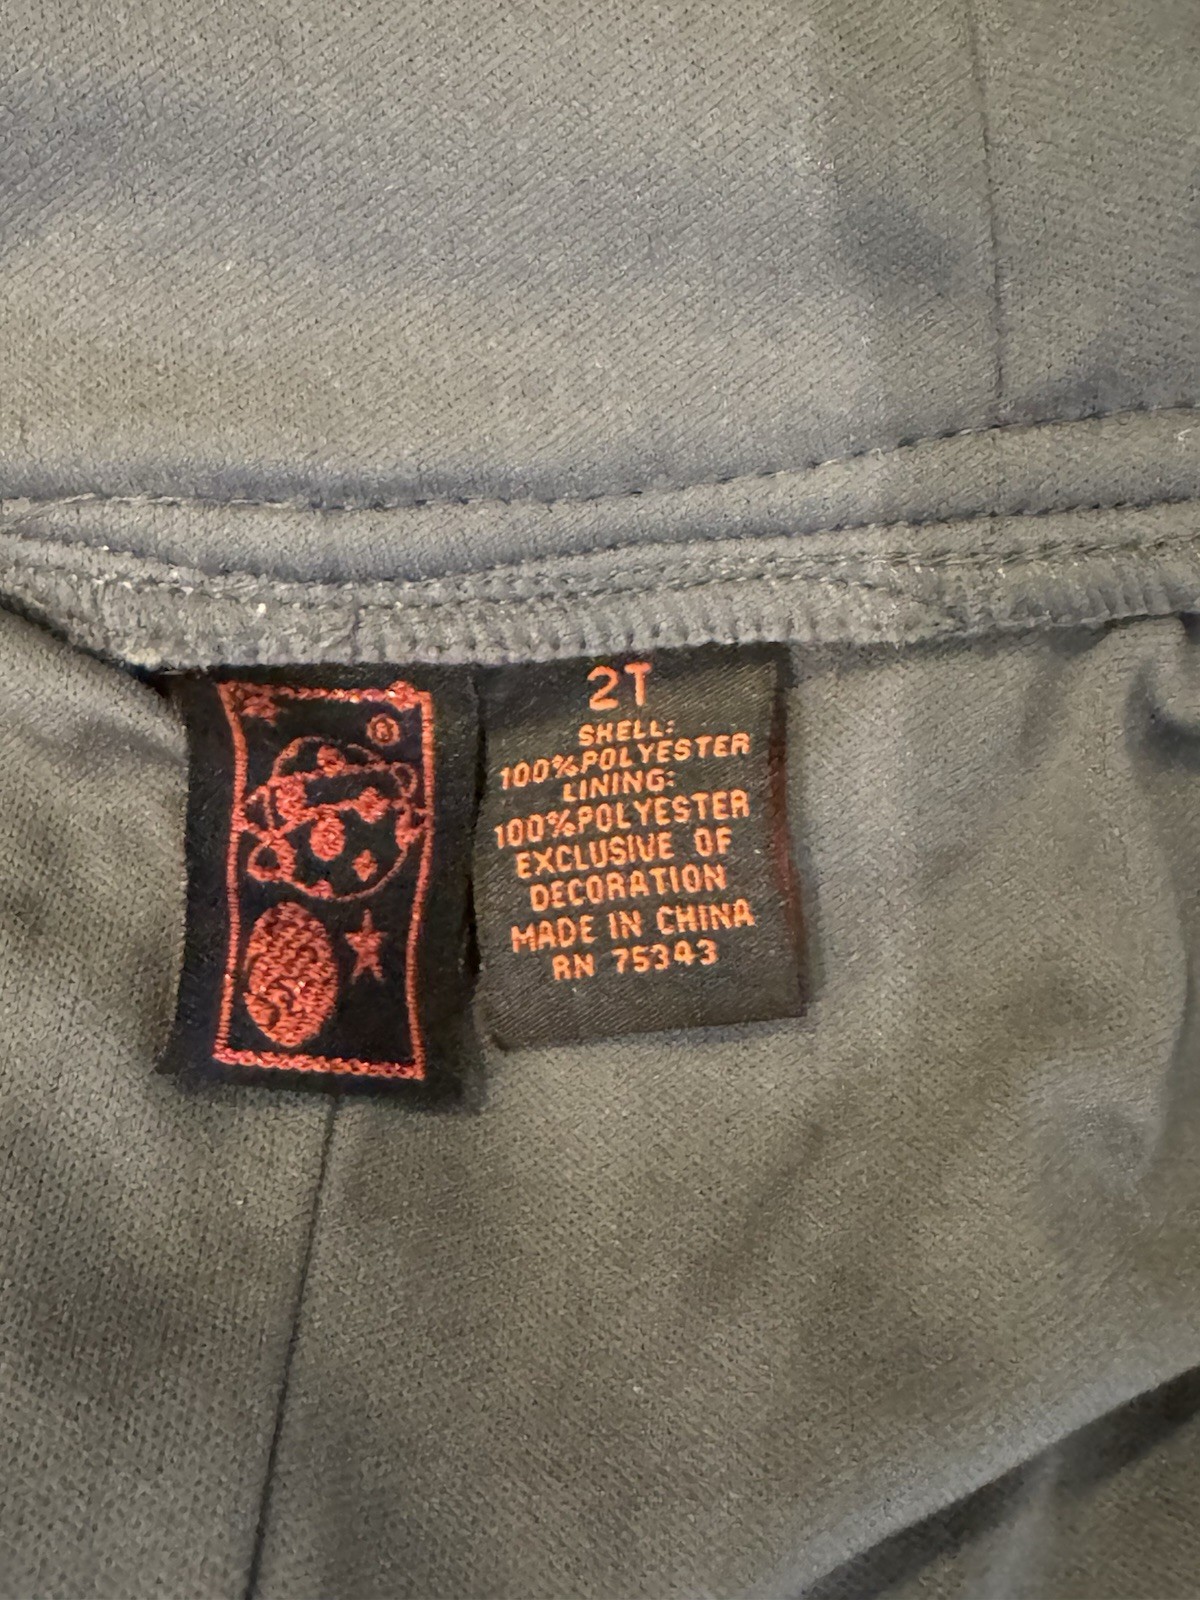 ®
2T
SHELL:
100%POLYESTER
LINING:
100%POLYESTER
EXCLUSIVE OF
DECORATION
MADE IN CHINA
RN 75343